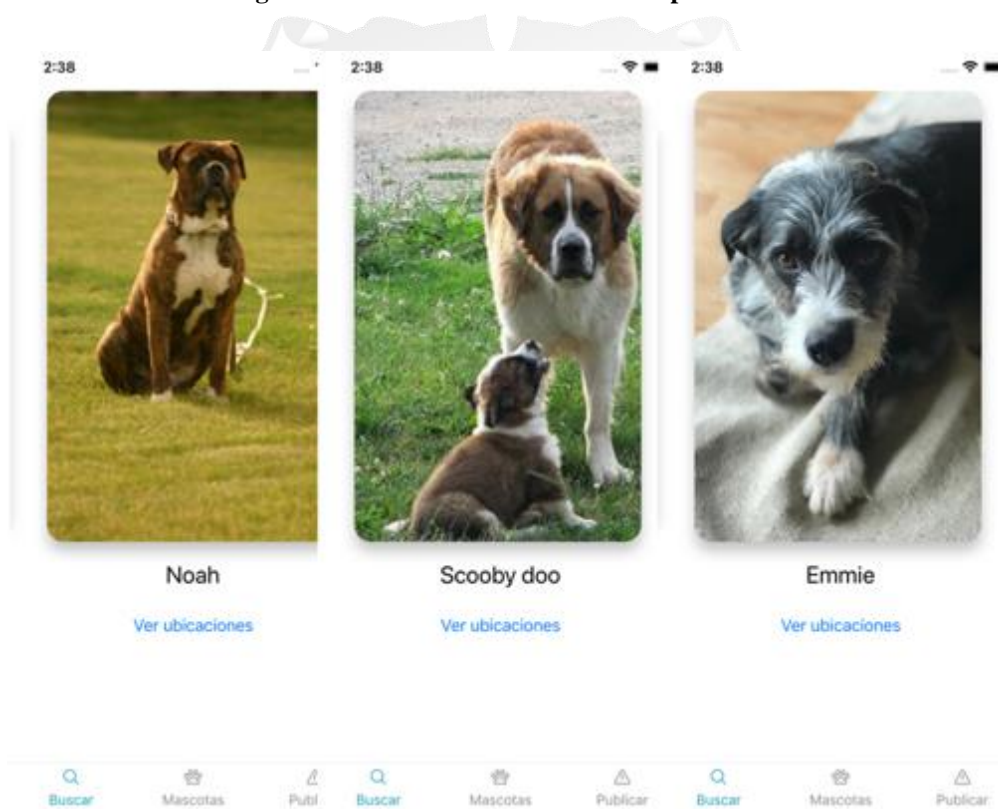 2:38 2:38 2:38
Noah Scooby doo Emmie
Ver ubicaciones Ver ubicaciones Ver ubicaciones
Buscar Mascotas Publ Buscar Mascotas Publicar Buscar Mascotas Publicar